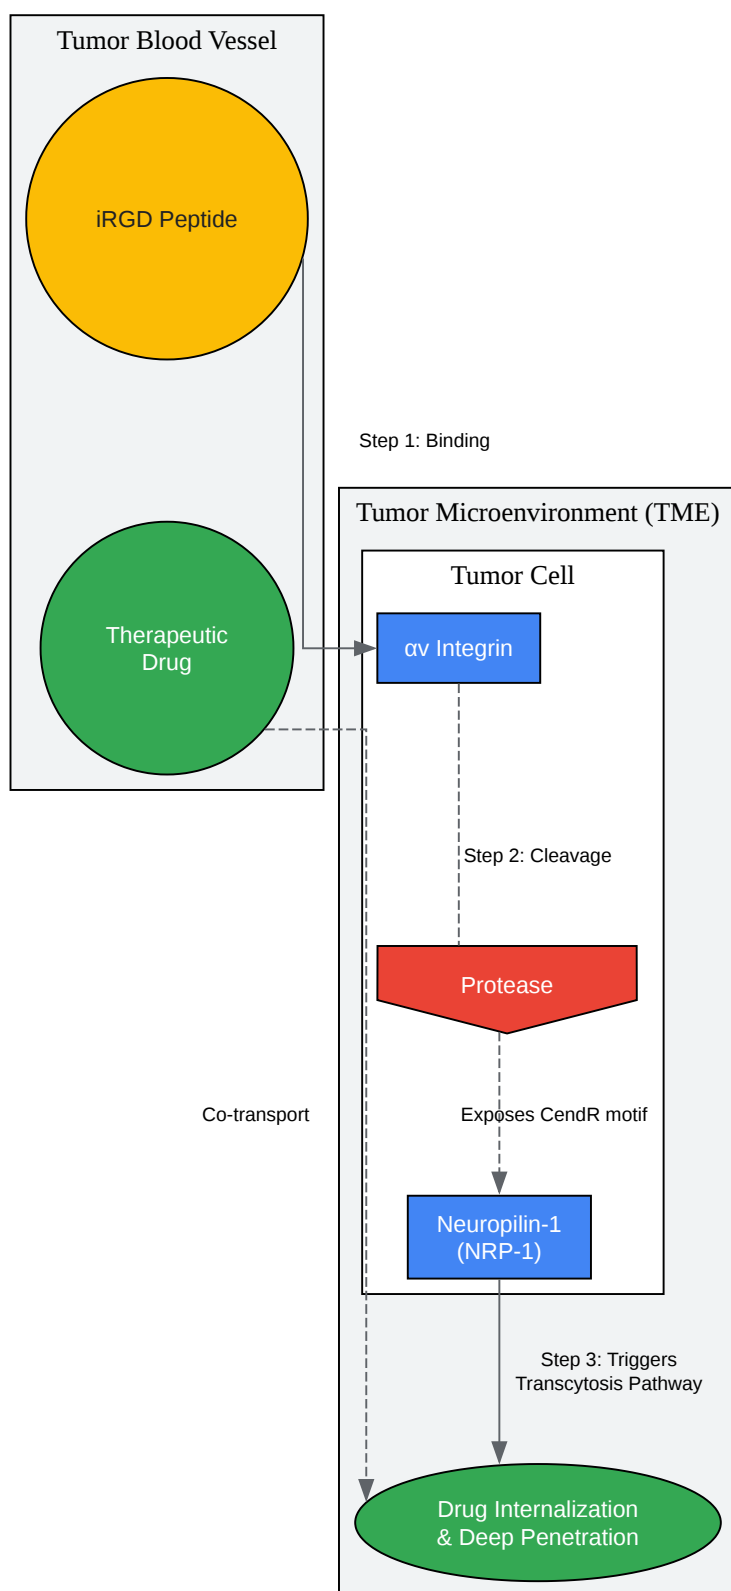 Tumor Blood Vessel
iRGD Peptide
Step 1: Binding
Tumor Microenvironment (TME)
Tumor Cell
Therapeutic
Drug
αv Integrin
Step 2: Cleavage
Protease
Co-transport
Exposes CendR motif
Neuropilin-1
(NRP-1)
Step 3: Triggers
Transcytosis Pathway
Drug Internalization
& Deep Penetration